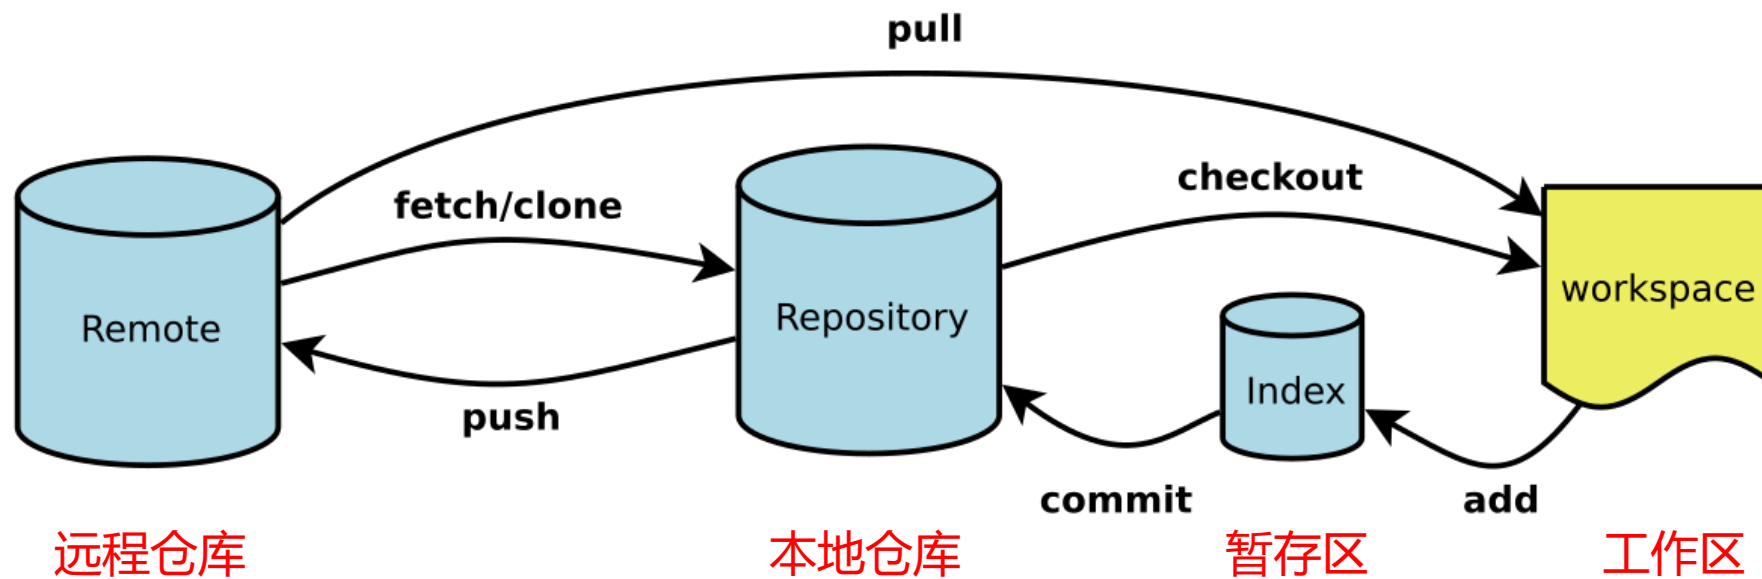 pull
fetch/clone
checkout
Remote
Repository
Index
workspace
push
commit
add
远程仓库
本地仓库
暂存区
工作区